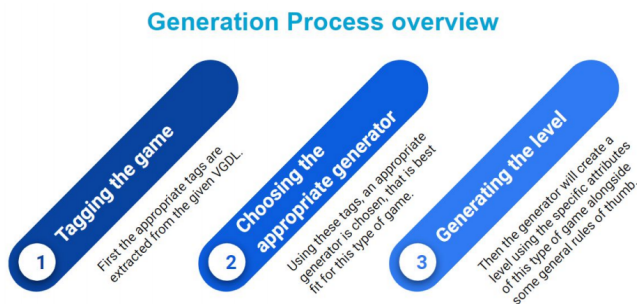 Generation Process overview
1
Tagging the game
First the appropriate tags are
extracted from the given VGDL.
2
Choosing the
appropriate generator
Using these tags, an appropriate
generator is chosen, that is best
fit for this type of game.
3
Generating the level
Then the generator will create a
level using the specific attributes
of this type of game alongside
some general rules of thumb.